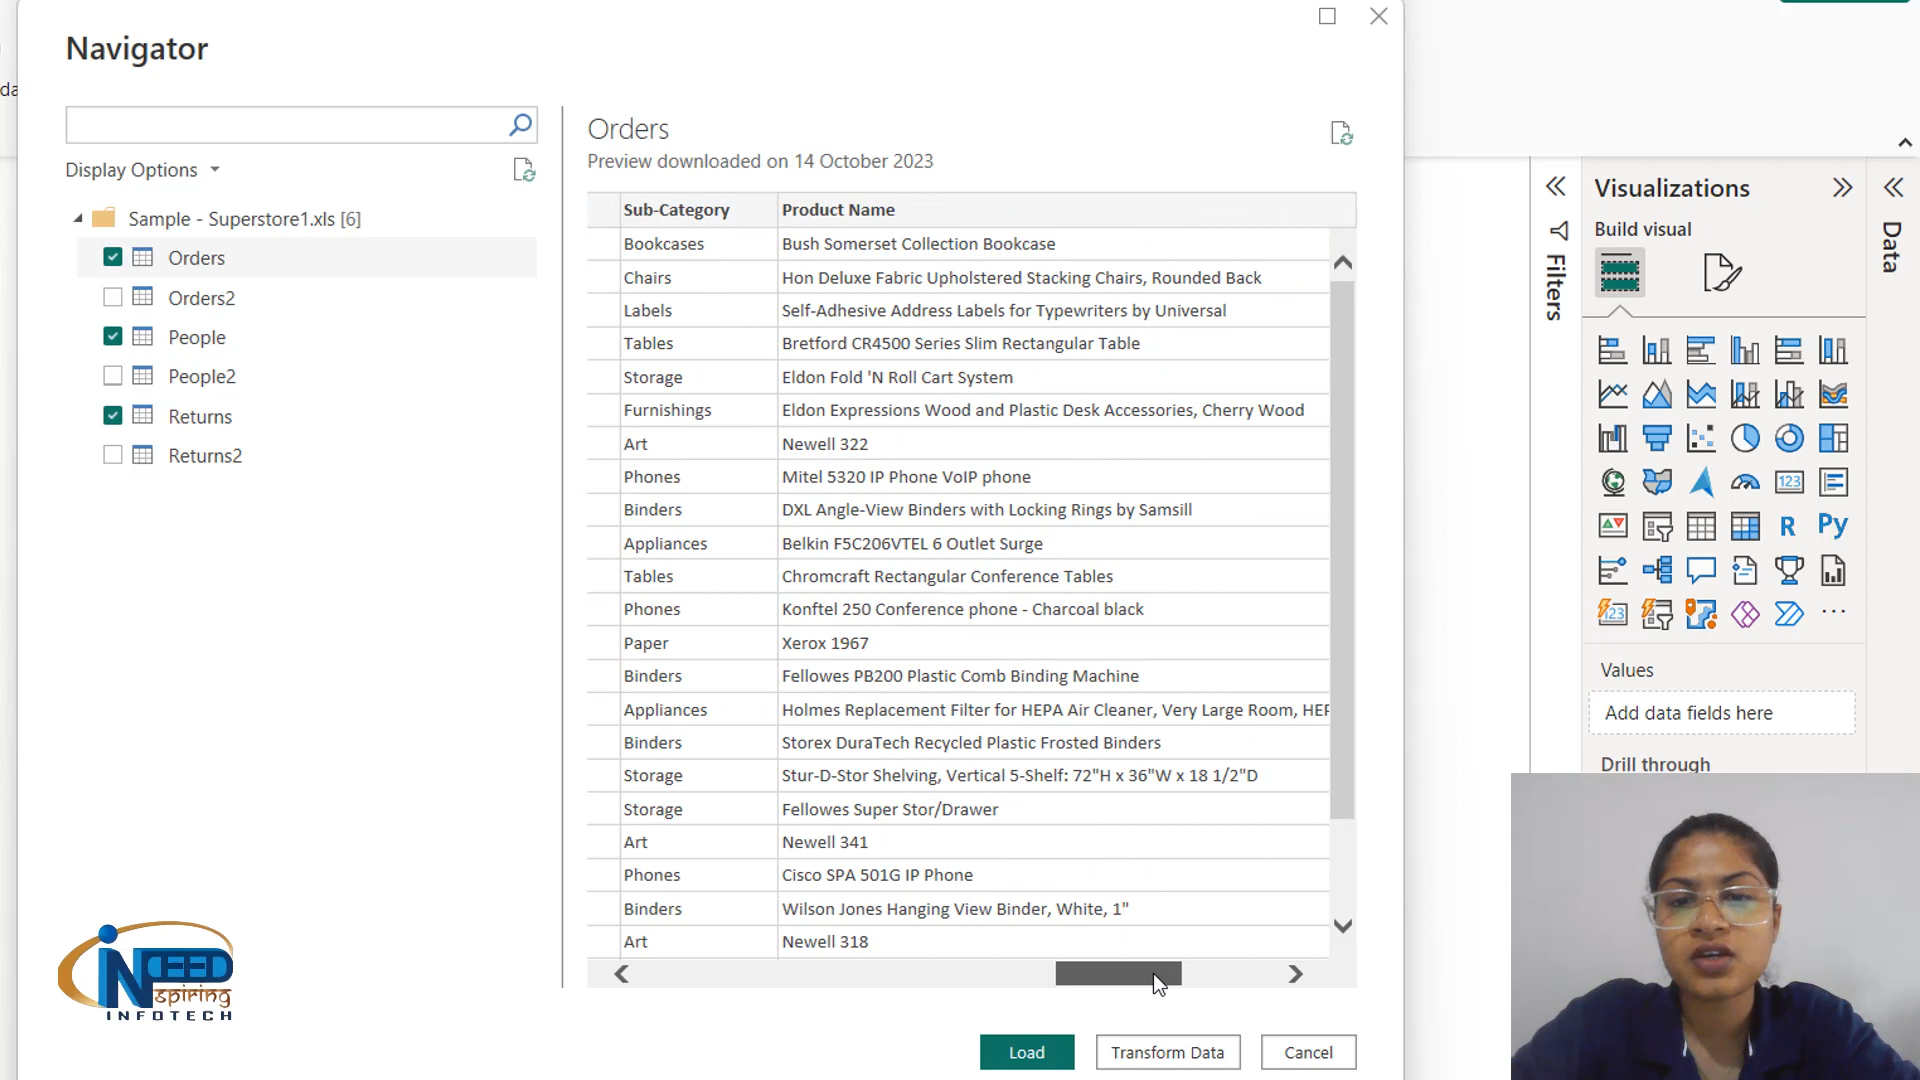 Navigator
da
Display Options
Sample - Superstore1.xls [6]
Orders
Orders2
People
People2
Returns
Returns2
Orders
Preview downloaded on 14 October 2023
Sub-Category Product Name
Bookcases Bush Somerset Collection Bookcase
Chairs Hon Deluxe Fabric Upholstered Stacking Chairs, Rounded Back
Labels Self-Adhesive Address Labels for Typewriters by Universal
Tables Bretford CR4500 Series Slim Rectangular Table
Storage Eldon Fold 'N Roll Cart System
Furnishings Eldon Expressions Wood and Plastic Desk Accessories, Cherry Wood
Art Newell 322
Phones Mitel 5320 IP Phone VoIP phone
Binders DXL Angle-View Binders with Locking Rings by Samsill
Appliances Belkin F5C206VTEL 6 Outlet Surge
Tables Chromcraft Rectangular Conference Tables
Phones Konftel 250 Conference phone - Charcoal black
Paper Xerox 1967
Binders Fellowes PB200 Plastic Comb Binding Machine
Appliances Holmes Replacement Filter for HEPA Air Cleaner, Very Large Room, HEP
Binders Storex DuraTech Recycled Plastic Frosted Binders
Storage Stur-D-Stor Shelving, Vertical 5-Shelf: 72"H x 36"W x 18 1/2"D
Storage Fellowes Super Stor/Drawer
Art Newell 341
Phones Cisco SPA 501G IP Phone
Binders Wilson Jones Hanging View Binder, White, 1"
Art Newell 318
Load Transform Data Cancel
Filters
Visualizations
Build visual
123
R Py
123
Values
Add data fields here
Drill through
Data
iNDEED
Nspiring
INFOTECH